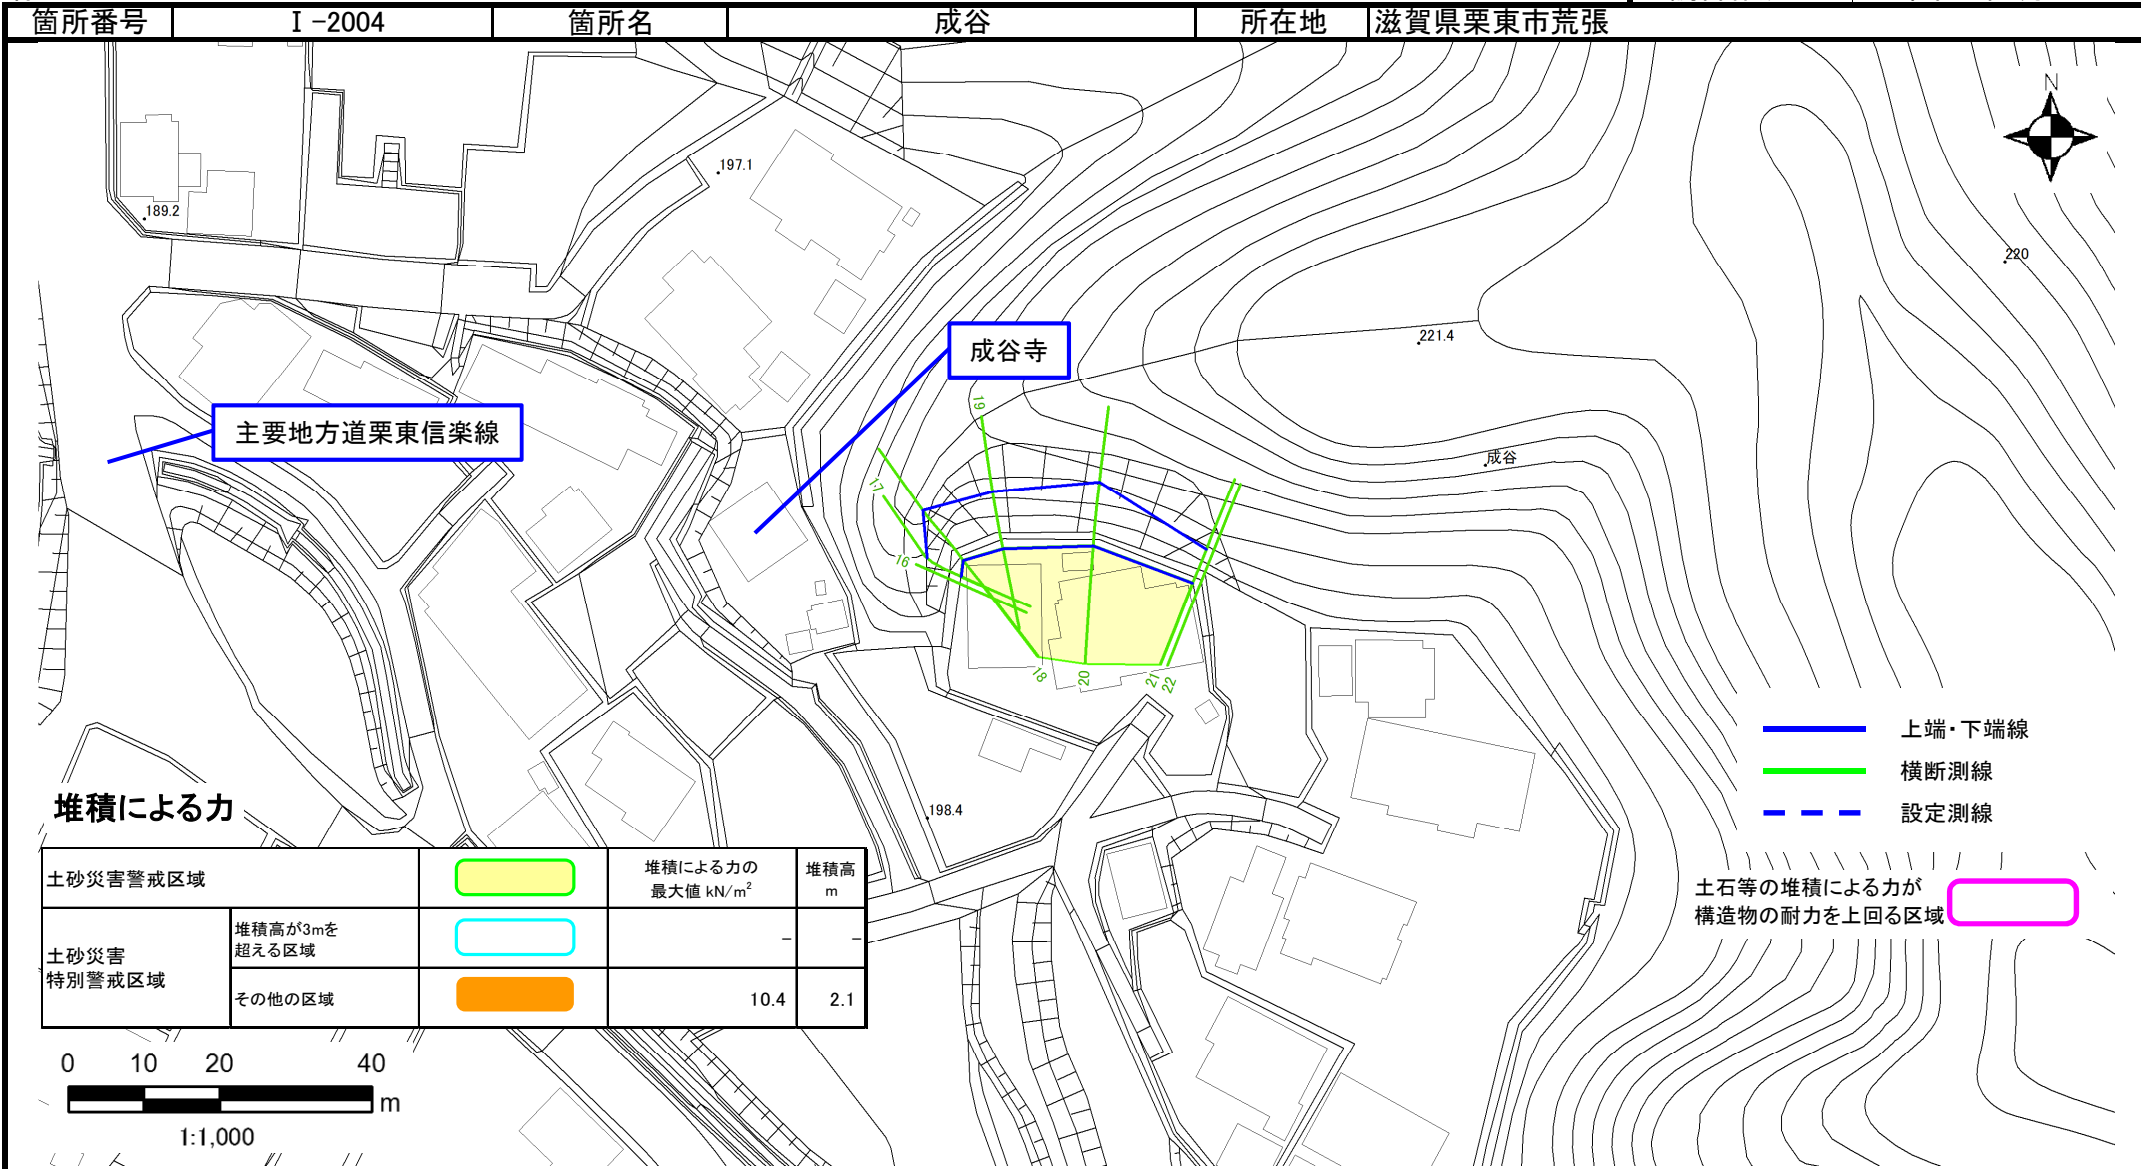 箇所番号 Ⅰ-2004 箇所名 成谷 所在地 滋賀県栗東市荒張
N
197.1
189.2
220
221.4
成谷寺
主要地方道栗東信楽線
成谷
19
17
16
18
20
21
22
198.4
上端・下端線
横断測線
設定測線
土石等の堆積による力が
構造物の耐力を上回る区域
堆積による力
土砂災害警戒区域
堆積による力の
最大値 kN/m²
堆積高
m
土砂災害
特別警戒区域
堆積高が3mを
超える区域
- -
その他の区域 10.4 2.1
0 10 20 40
m
1:1,000